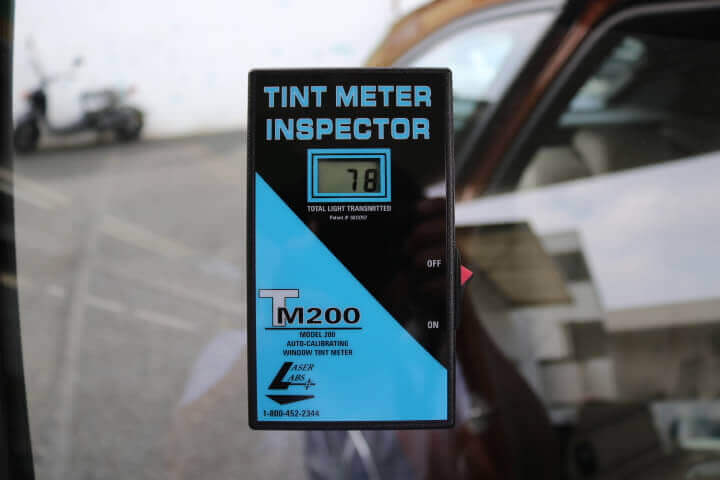 TINT METER
INSPECTOR
78
TOTAL LIGHT TRANSMITTED
OFF
TM200
ON
MODEL 200
AUTO-CALIBRATING
WINDOW TINT METER
LASER
LABS
1-800-452-2344